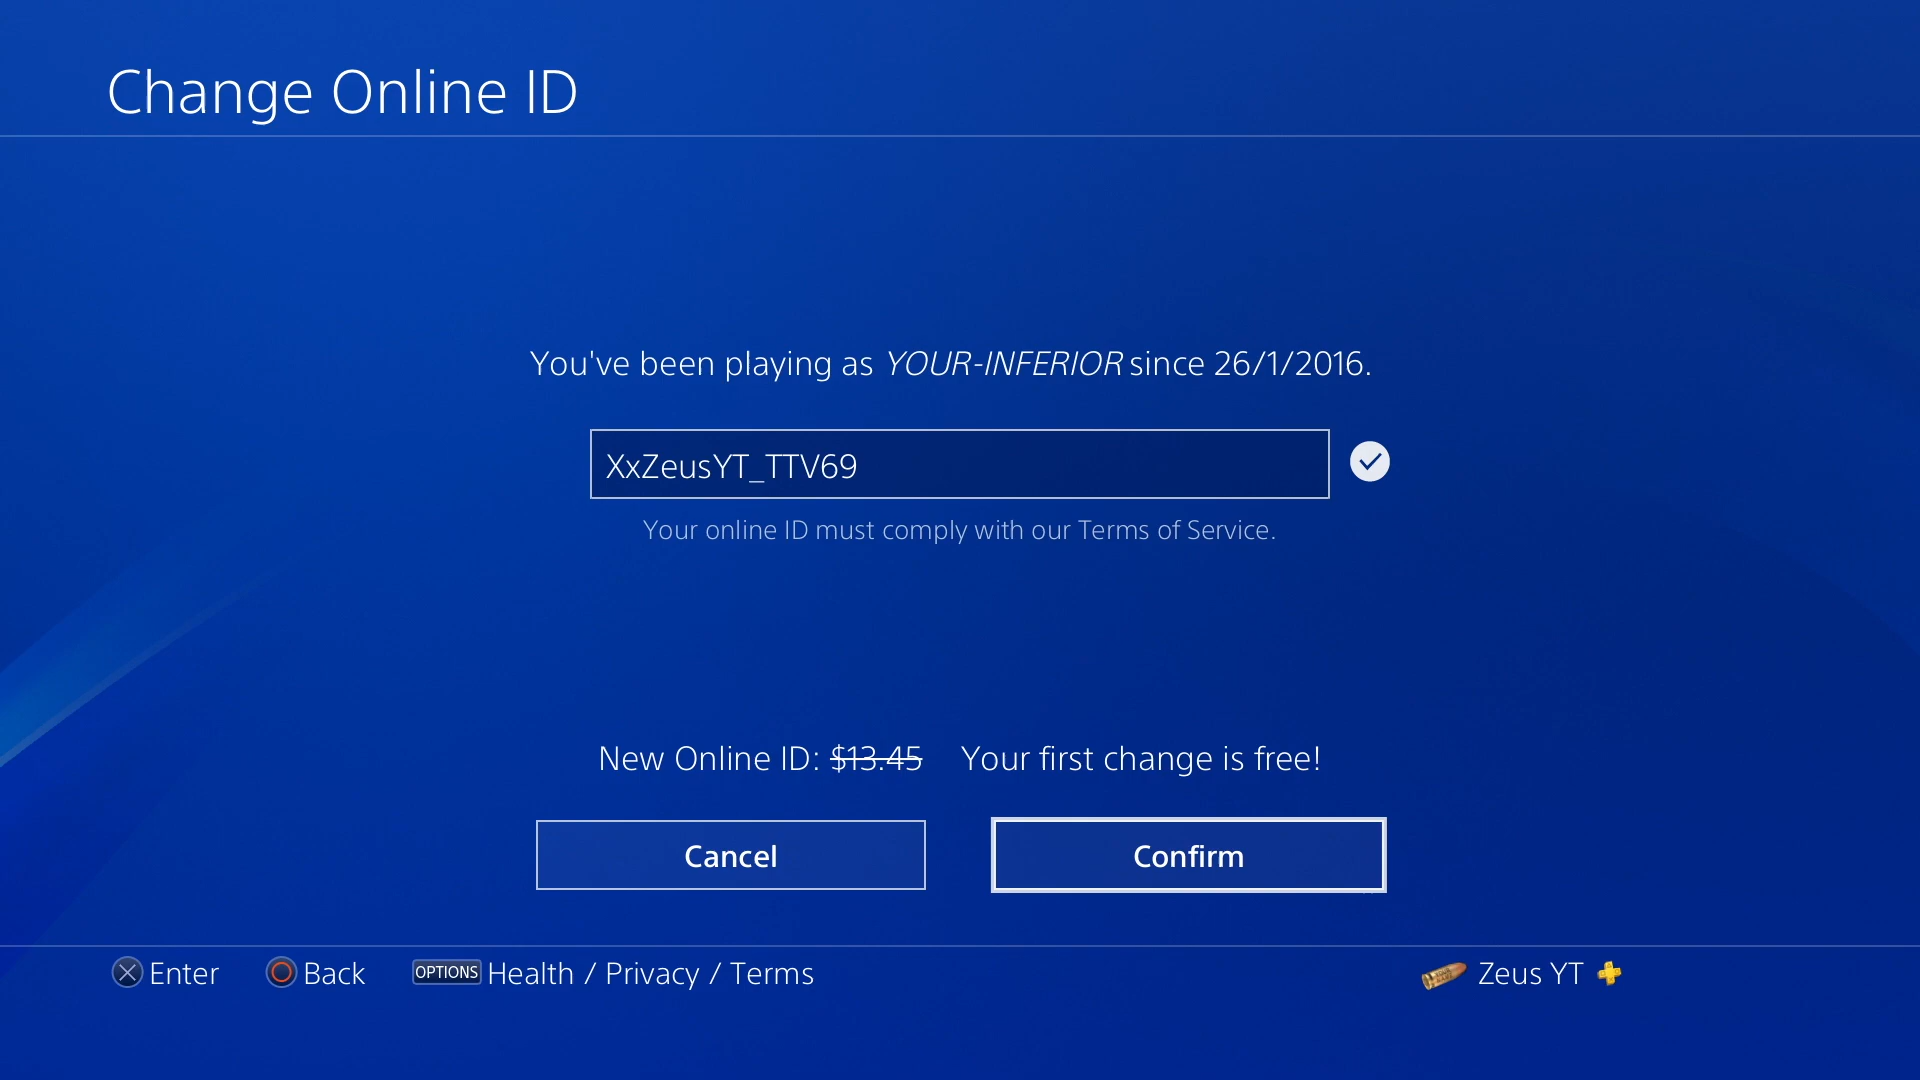 Change Online ID
You've been playing as YOUR-INFERIOR since 26/1/2016.
XxZeusYT_TTV69
Your online ID must comply with our Terms of Service.
New Online ID: $13.45 Your first change is free!
Cancel Confirm
Enter Back OPTIONS Health / Privacy / Terms Zeus YT